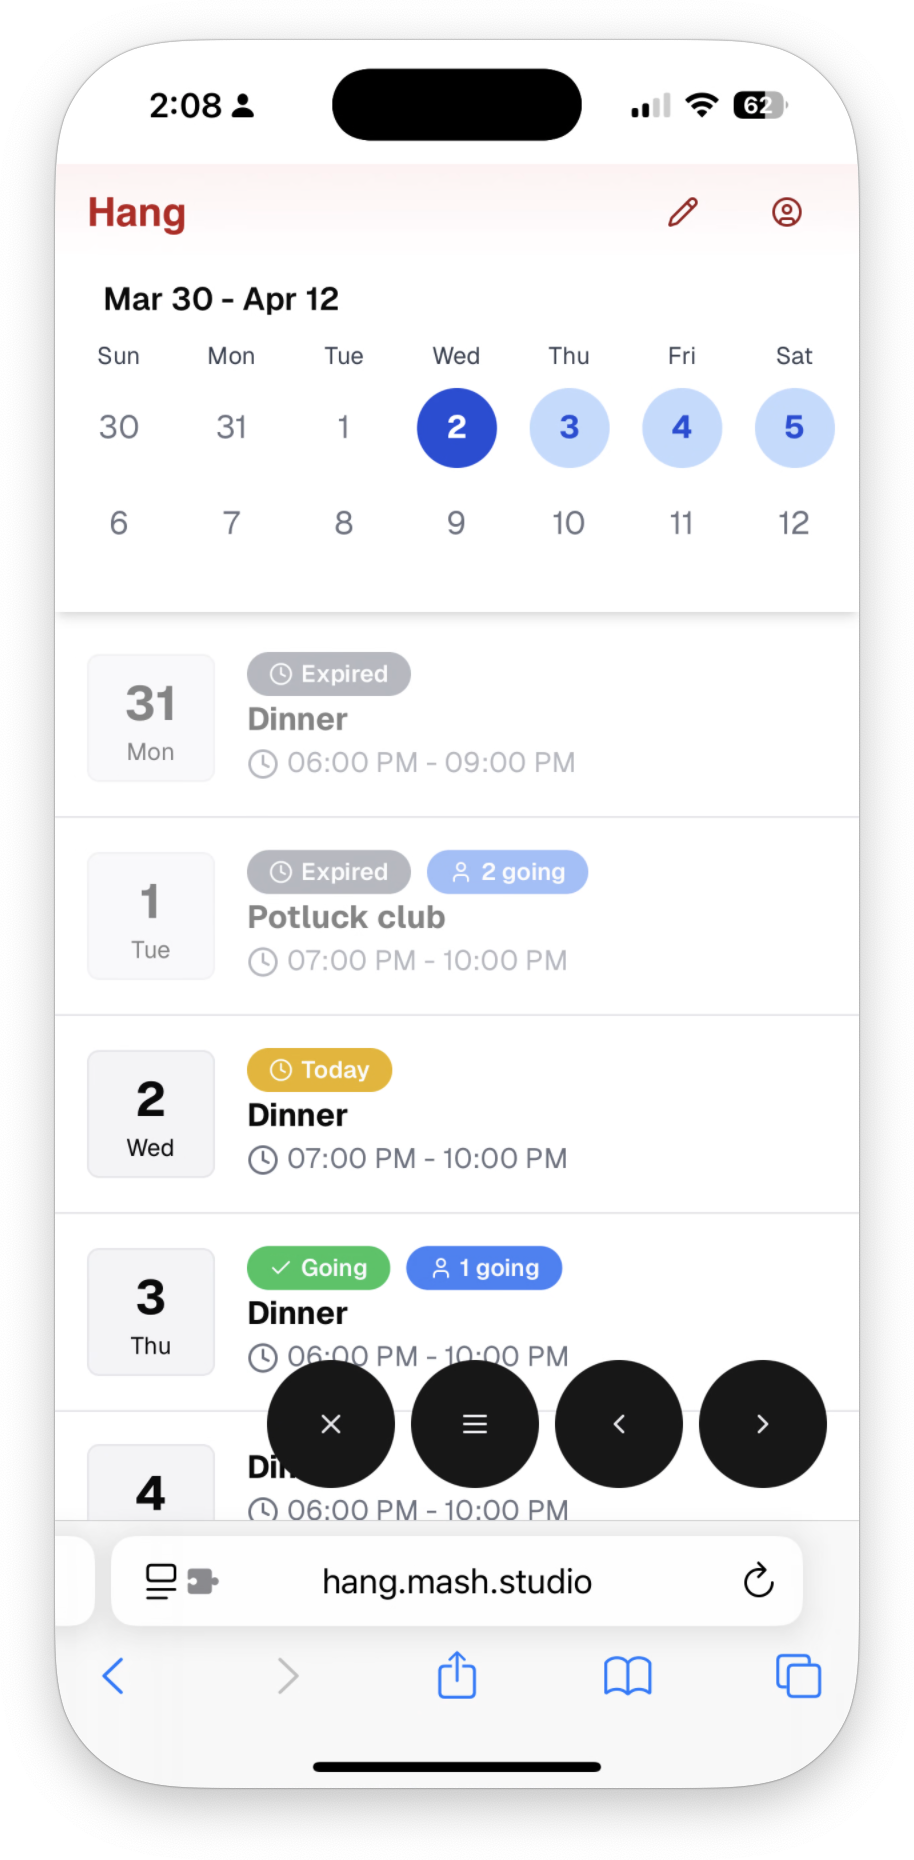 2:08
62
Hang
Mar 30 - Apr 12
Sun Mon Tue Wed Thu Fri Sat
30 31 1 2 3 4 5
6 7 8 9 10 11 12
31
Mon
Expired
Dinner
06:00 PM - 09:00 PM
1
Tue
Expired 2 going
Potluck club
07:00 PM - 10:00 PM
2
Wed
Today
Dinner
07:00 PM - 10:00 PM
3
Thu
Going 1 going
Dinner
06:00 PM - 10:00 PM
4
06:00 PM - 10:00 PM
hang.mash.studio